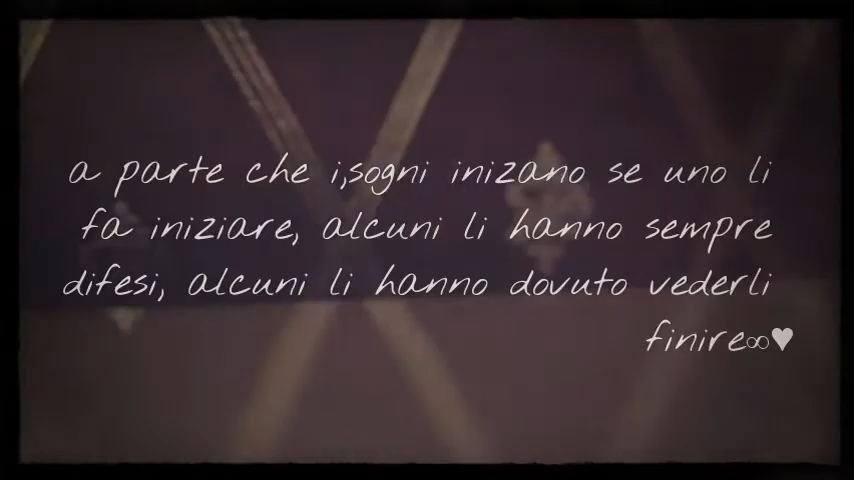 a parte che i,sogni inizano se uno li
fa iniziare, alcuni li hanno sempre
difesi, alcuni li hanno dovuto vederli
finire∞♥